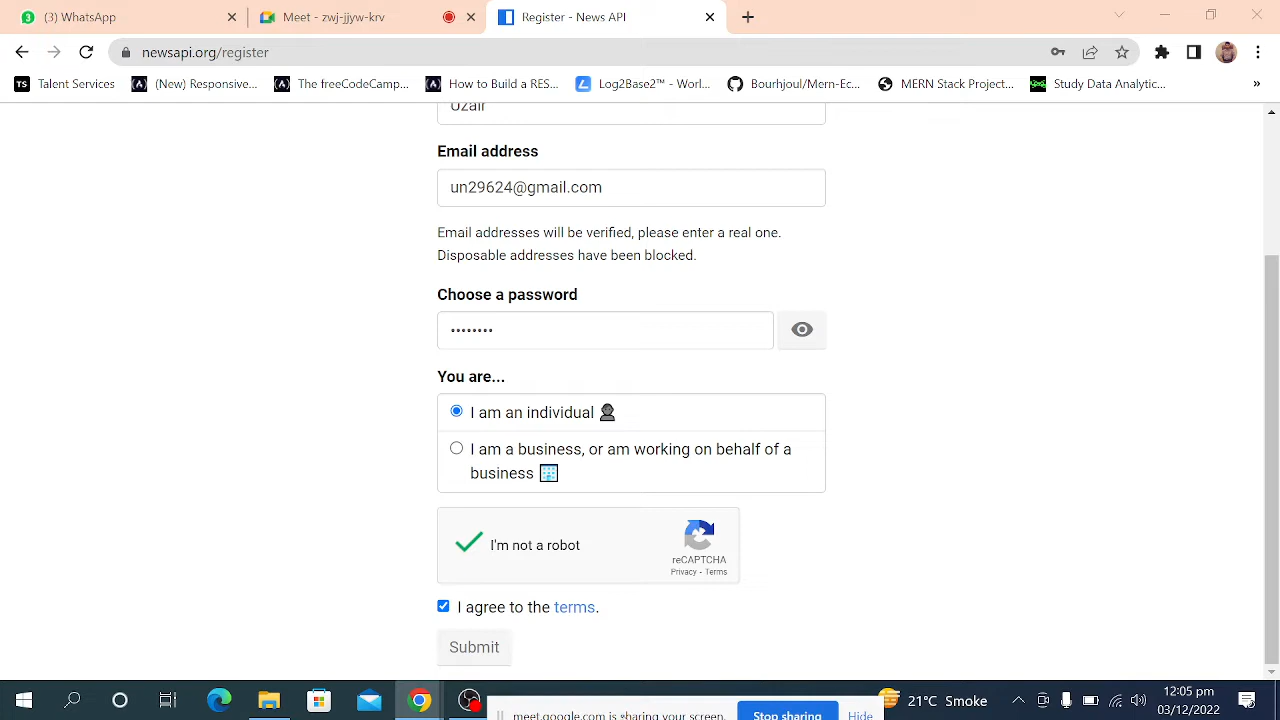 (3) WhatsApp
Meet - zwj-jjyw-krv
Register - News API
newsapi.org/register
TS Talent Services
(New) Responsive...
The freeCodeCamp...
How to Build a RES...
Log2Base2™ - Worl...
Bourhjoul/Mern-Ec...
MERN Stack Project...
Study Data Analytic...
»
Uzair
Email address
un29624@gmail.com
Email addresses will be verified, please enter a real one.
Disposable addresses have been blocked.
Choose a password
••••••••
You are...
I am an individual
I am a business, or am working on behalf of a
business
I'm not a robot
reCAPTCHA
Privacy - Terms
I agree to the terms.
Submit
meet.google.com is sharing your screen.
Stop sharing
Hide
21°C Smoke
12:05 pm
03/12/2022